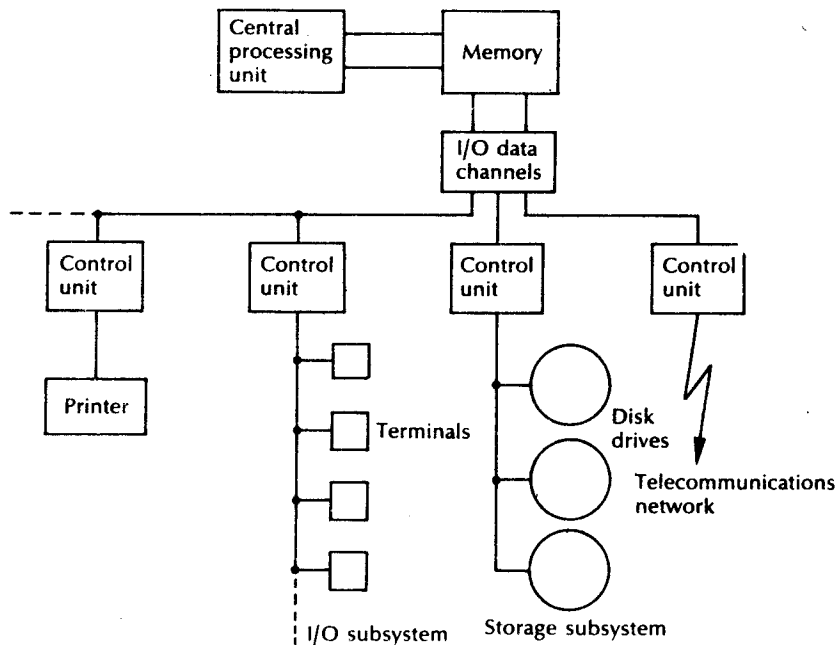 Central
processing
unit
Memory
I/O data
channels
Control
unit
Control
unit
Control
unit
Control
unit
Printer
Terminals
Disk
drives
Telecommunications
network
I/O subsystem
Storage subsystem